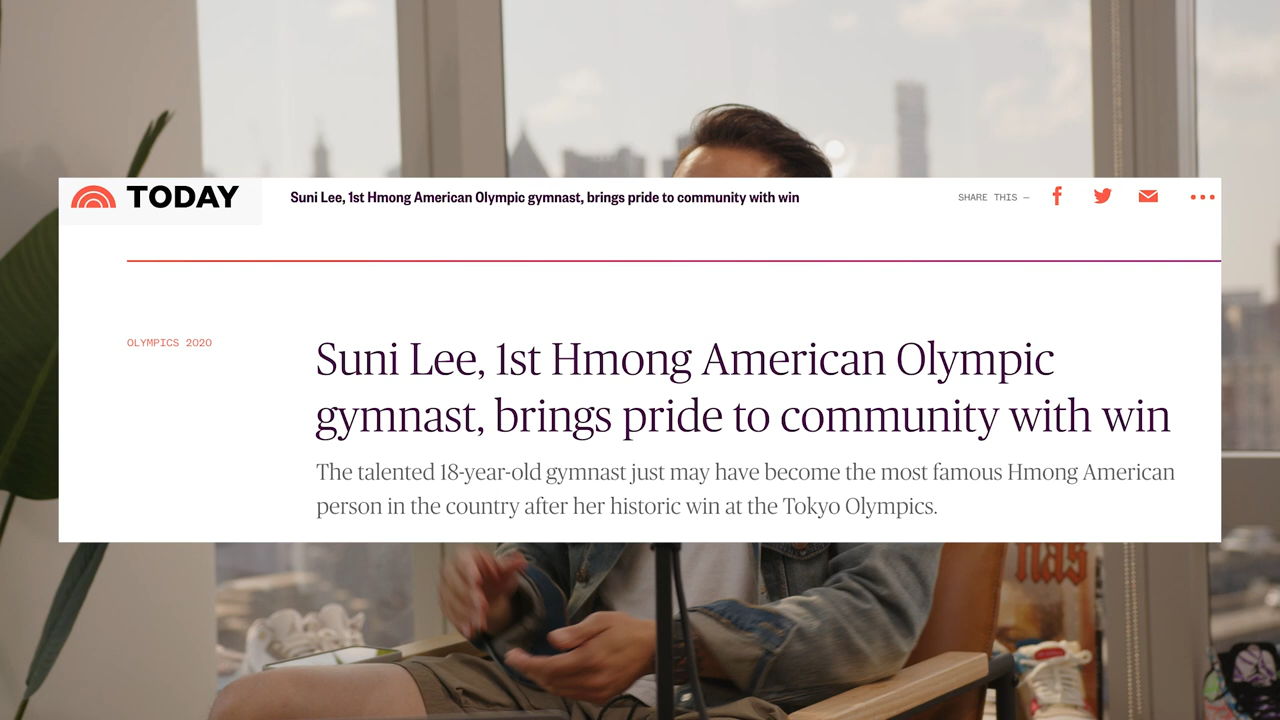 TODAY
Suni Lee, 1st Hmong American Olympic gymnast, brings pride to community with win
SHARE THIS —
OLYMPICS 2020
Suni Lee, 1st Hmong American Olympic
gymnast, brings pride to community with win
The talented 18-year-old gymnast just may have become the most famous Hmong American
person in the country after her historic win at the Tokyo Olympics.
nas